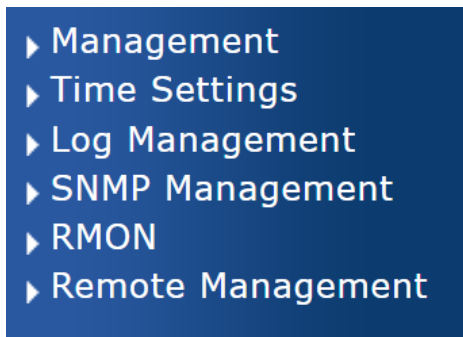 Management
Time Settings
Log Management
SNMP Management
RMON
Remote Management